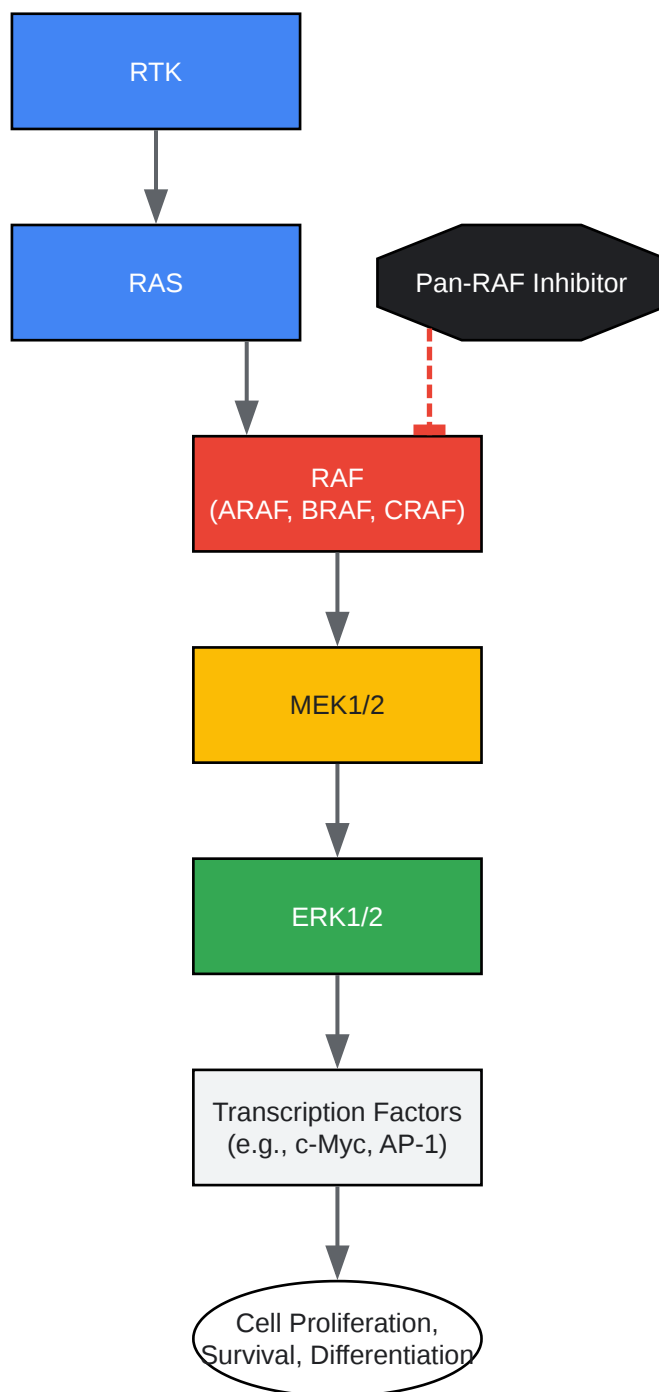 RTK
RAS
Pan-RAF Inhibitor
RAF
(ARAF, BRAF, CRAF)
MEK1/2
ERK1/2
Transcription Factors
(e.g., c-Myc, AP-1)
Cell Proliferation,
Survival, Differentiation